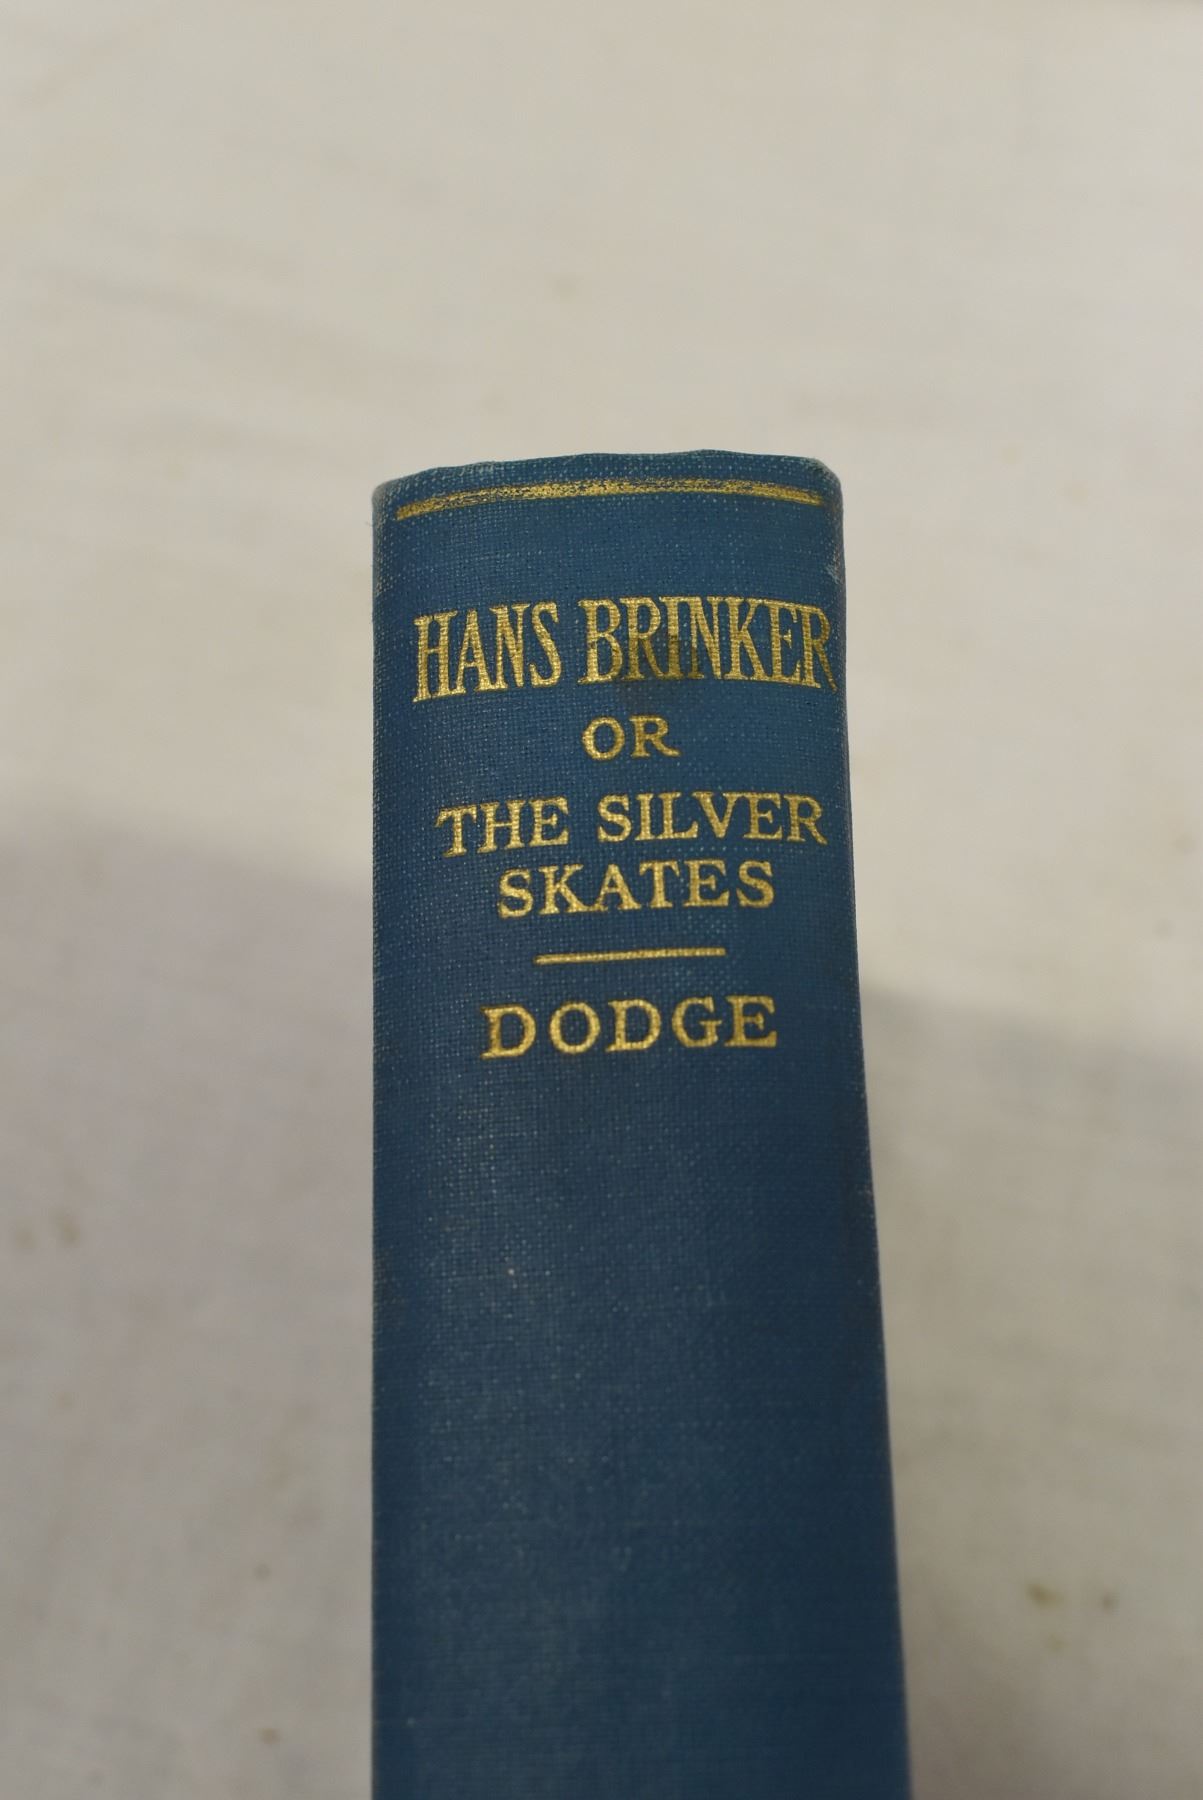 HANS BRINKER
OR
THE SILVER
SKATES
DODGE